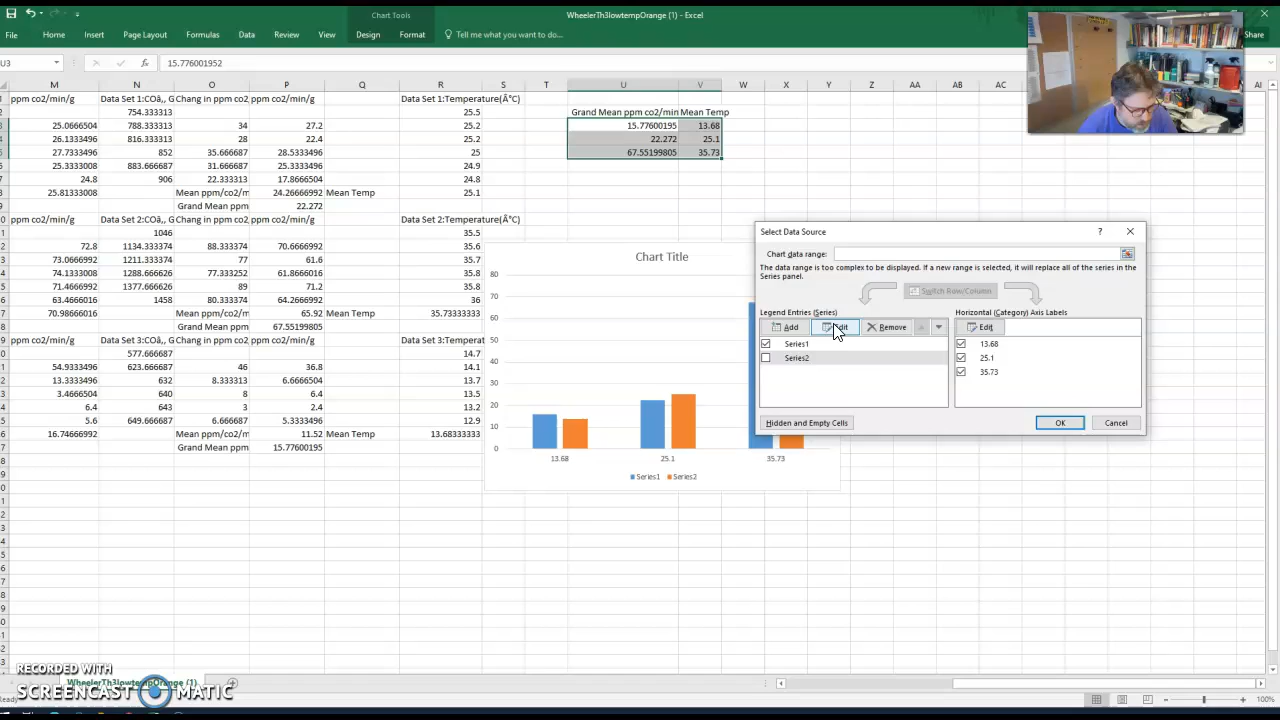 Chart Tools
WheelerTh3lowtempOrange (1) - Excel
File Home Insert Page Layout Formulas Data Review View Design Format Tell me what you want to do... Share
U3 fx 15.776001952
M N O P Q R S T U V W X Y Z AA AB AC AI
ppm co2/min/g Data Set 1:COâ‚‚ G Chang in ppm co2 ppm co2/min/g Data Set 1:Temperature(Â°C)
754.333313 25.5 Grand Mean ppm co2/min Mean Temp
25.0666504 788.333313 34 27.2 25.2 15.77600195 13.68
26.1333496 816.333313 28 22.4 25.2 22.272 25.1
27.7333496 852 35.666687 28.5333496 25 67.55199805 35.73
25.3333008 883.666687 31.666687 25.3333496 24.9
24.8 906 22.333313 17.8666504 24.8
25.81333008 Mean ppm/co2/m 24.26666992 Mean Temp 25.1
Grand Mean ppm 22.272
ppm co2/min/g Data Set 2:COâ‚‚ G Chang in ppm co2 ppm co2/min/g Data Set 2:Temperature(Â°C)
1046 35.5
72.8 1134.333374 88.333374 70.6666992 35.6
73.0666992 1211.333374 77 61.6 35.7
74.1333008 1288.666626 77.333252 61.8666016 35.8
71.4666992 1377.666626 89 71.2 35.8
63.4666016 1458 80.333374 64.2666992 36
70.98666016 Mean ppm/co2/m 65.92 Mean Temp 35.73333333
Grand Mean ppm 67.55199805
ppm co2/min/g Data Set 3:COâ‚‚ G Chang in ppm co2 ppm co2/min/g Data Set 3:Temperat
577.666687 14.7
54.9333496 623.666687 46 36.8 14.1
13.3333496 632 8.333313 6.6666504 13.7
3.4666504 640 8 6.4 13.5
6.4 643 3 2.4 13.2
5.6 649.666687 6.666687 5.3333496 12.9
16.74666992 Mean ppm/co2/m 11.52 Mean Temp 13.68333333
Grand Mean ppm 15.77600195
Chart Title
80
70
60
50
40
30
20
10
0
13.68 25.1 35.73
Series1 Series2
Select Data Source ?
Chart data range:
The data range is too complex to be displayed. If a new range is selected, it will replace all of the series in the
Series panel.
Switch Row/Column
Legend Entries (Series) Horizontal (Category) Axis Labels
Add Edit Remove Edit
Series1 13.68
Series2 25.1
35.73
Hidden and Empty Cells OK Cancel
WheelerTh3lowtempOrange (1)
Ready 100%
RECORDED WITH
SCREENCAST MATIC